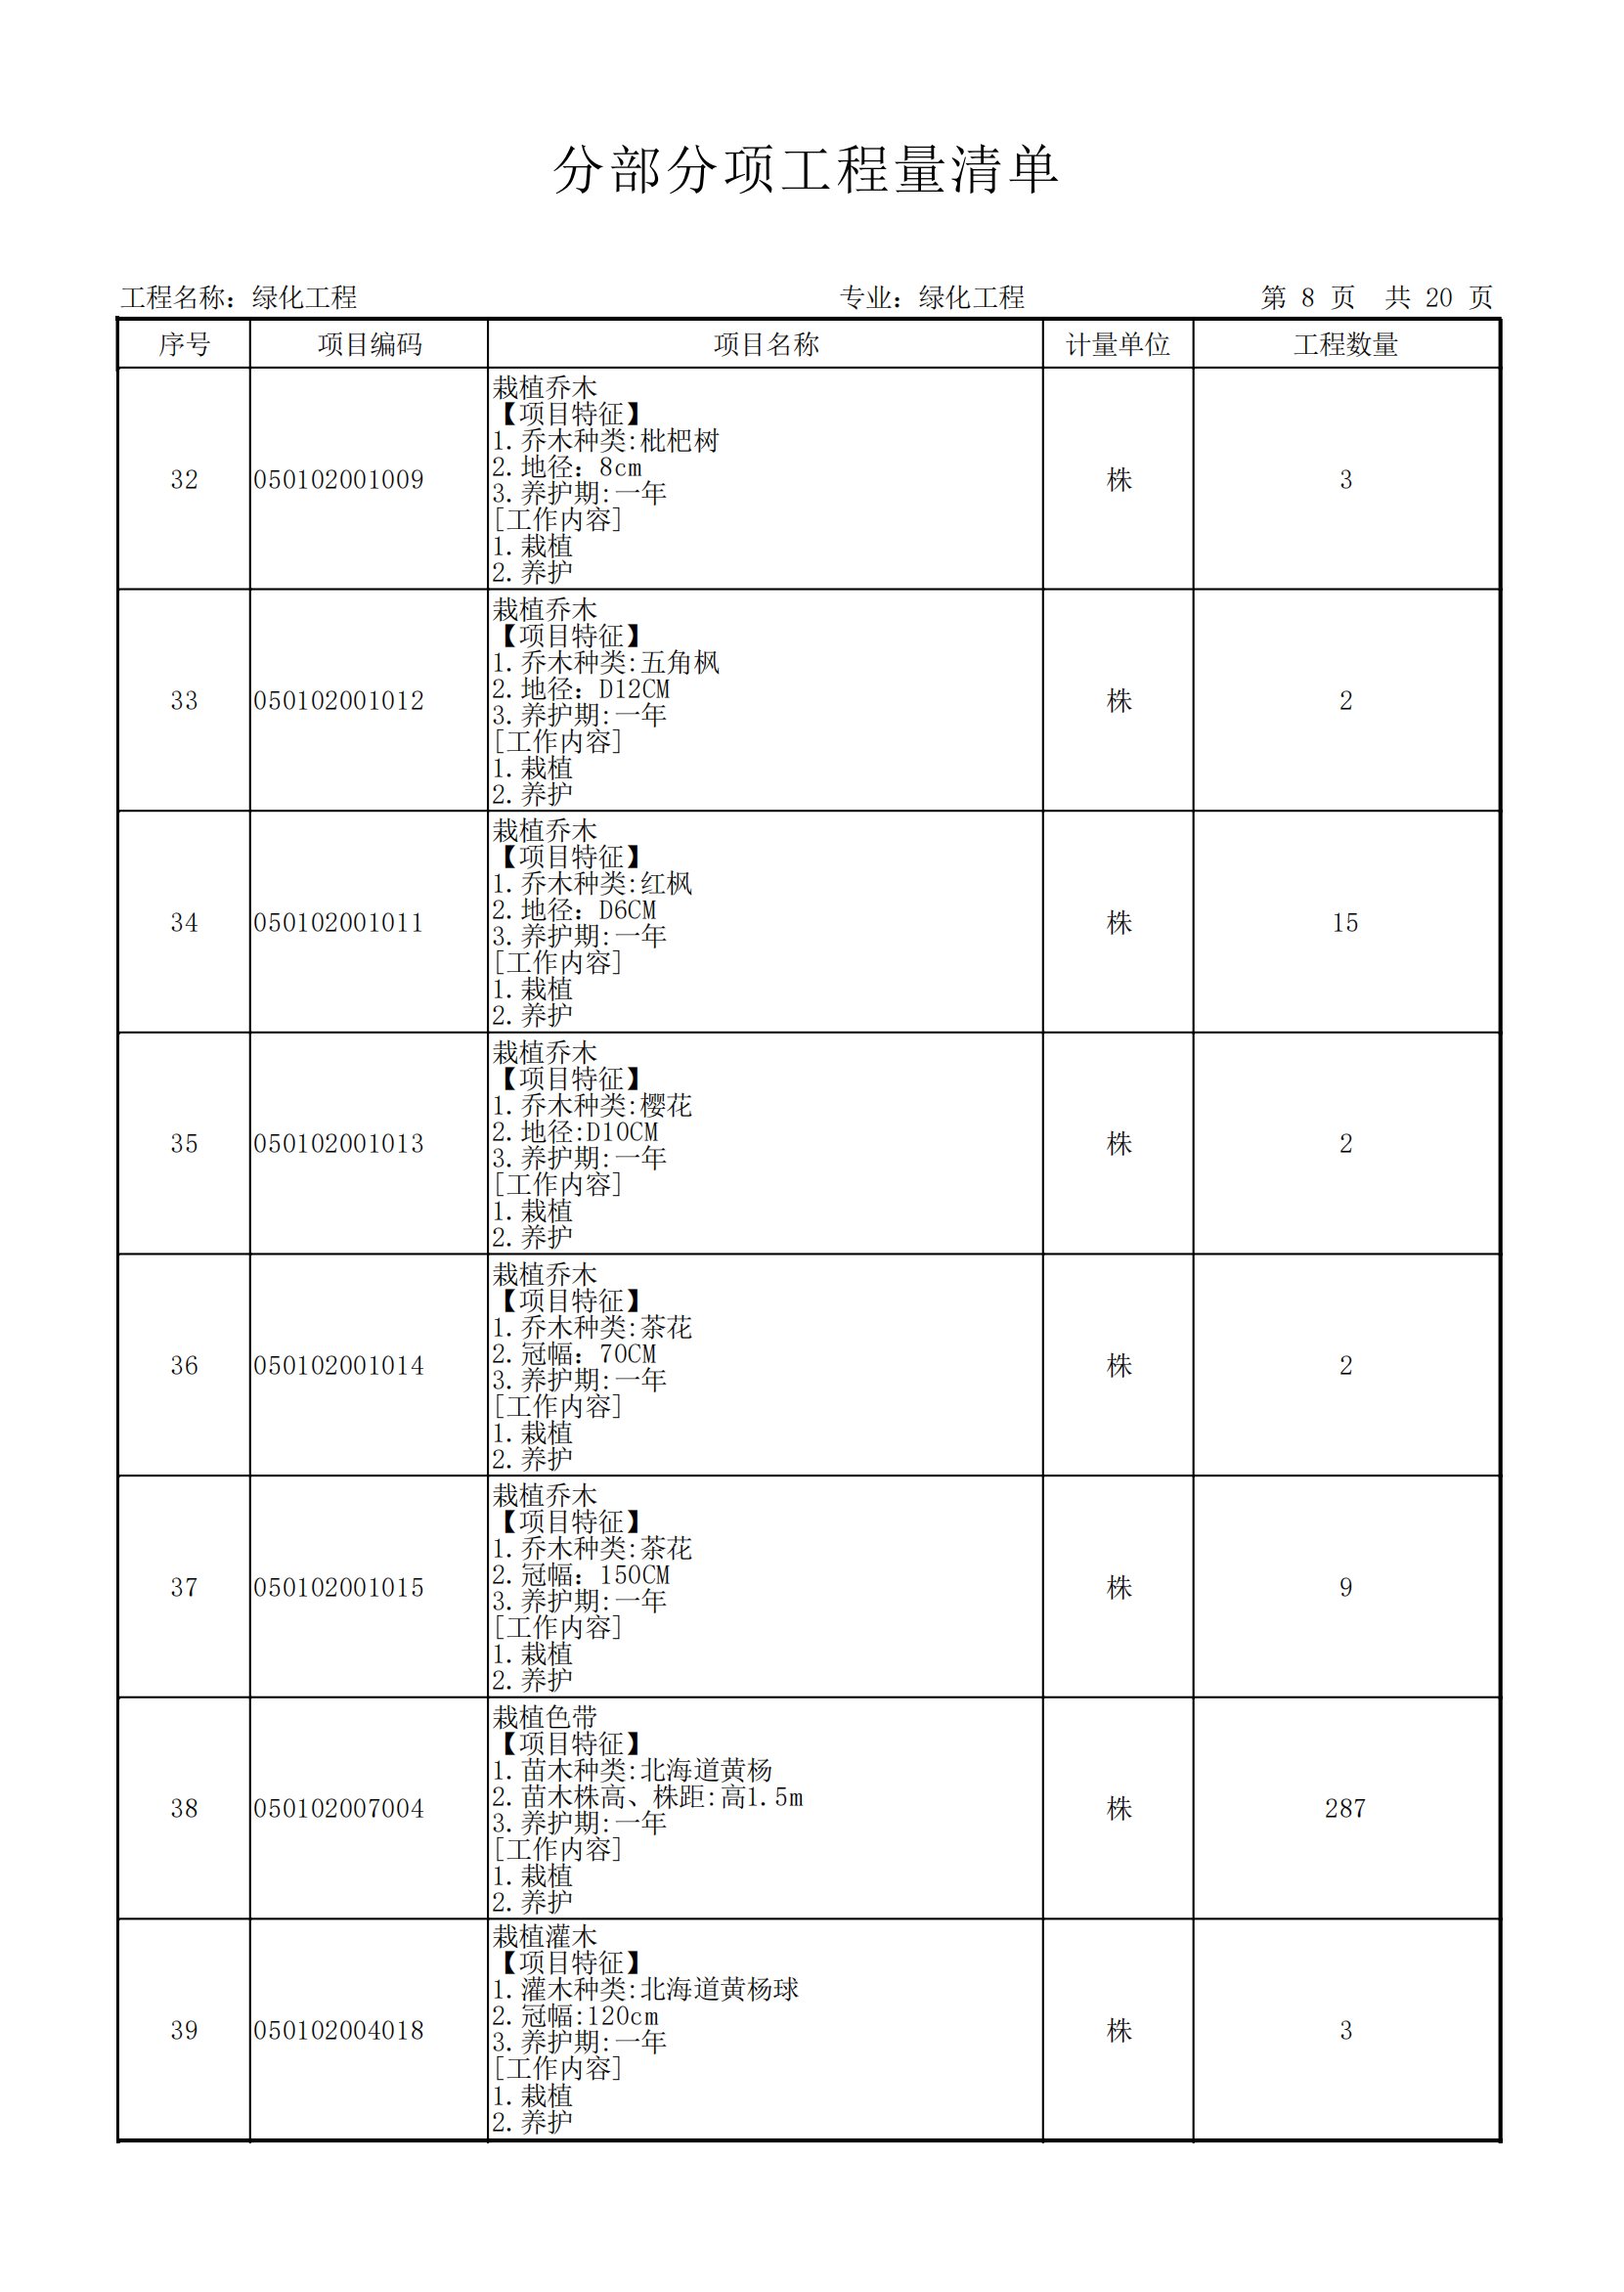 分部分项工程量清单
工程名称：绿化工程 专业：绿化工程 第 8 页 共 20 页
序号 项目编码 项目名称 计量单位 工程数量
栽植乔木
【项目特征】
1.乔木种类:枇杷树
2.地径：8cm
3.养护期:一年
[工作内容]
1.栽植
2.养护
32 050102001009 株 3
栽植乔木
【项目特征】
1.乔木种类:五角枫
2.地径：D12CM
3.养护期:一年
[工作内容]
1.栽植
2.养护
33 050102001012 株 2
栽植乔木
【项目特征】
1.乔木种类:红枫
2.地径：D6CM
3.养护期:一年
[工作内容]
1.栽植
2.养护
34 050102001011 株 15
栽植乔木
【项目特征】
1.乔木种类:樱花
2.地径:D10CM
3.养护期:一年
[工作内容]
1.栽植
2.养护
35 050102001013 株 2
栽植乔木
【项目特征】
1.乔木种类:茶花
2.冠幅：70CM
3.养护期:一年
[工作内容]
1.栽植
2.养护
36 050102001014 株 2
栽植乔木
【项目特征】
1.乔木种类:茶花
2.冠幅：150CM
3.养护期:一年
[工作内容]
1.栽植
2.养护
37 050102001015 株 9
栽植色带
【项目特征】
1.苗木种类:北海道黄杨
2.苗木株高、株距:高1.5m
3.养护期:一年
[工作内容]
1.栽植
2.养护
38 050102007004 株 287
栽植灌木
【项目特征】
1.灌木种类:北海道黄杨球
2.冠幅:120cm
3.养护期:一年
[工作内容]
1.栽植
2.养护
39 050102004018 株 3